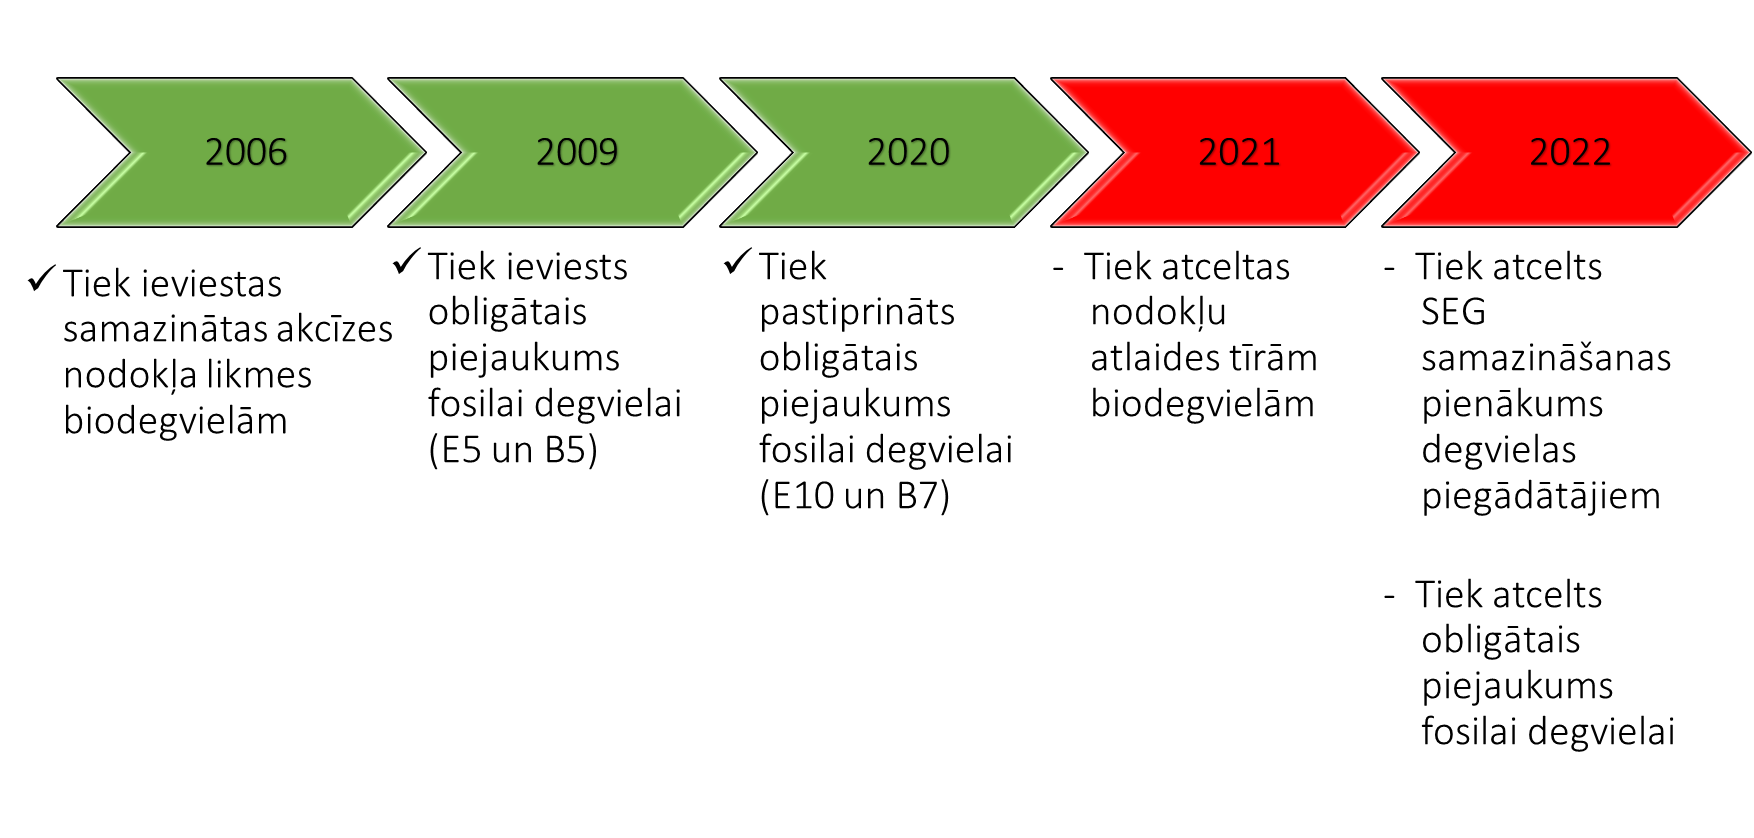 2006
2009
2020
2021
2022
✓ Tiek ieviestas
samazinātas akcīzes
nodokļa likmes
biodegvielām
✓ Tiek ieviests
obligātais
piejaukums
fosilai degvielai
(E5 un B5)
✓ Tiek
pastiprināts
obligātais
piejaukums
fosilai degvielai
(E10 un B7)
- Tiek atceltas
nodokļu
atlaides tīrām
biodegvielām
- Tiek atcelts
SEG
samazināšanas
pienākums
degvielas
piegādātājiem
- Tiek atcelts
obligātais
piejaukums
fosilai degvielai